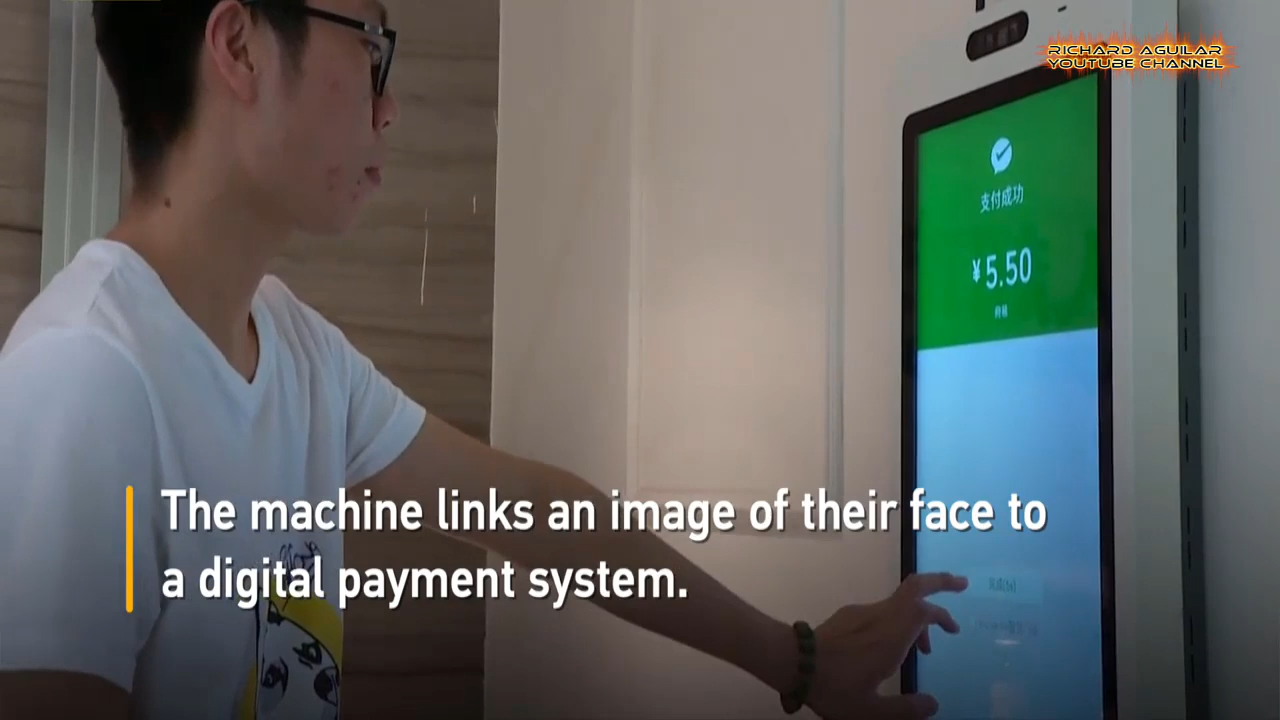 RICHARD AGUILAR
YOUTUBE CHANNEL
支付成功
¥5.50
The machine links an image of their face to
a digital payment system.